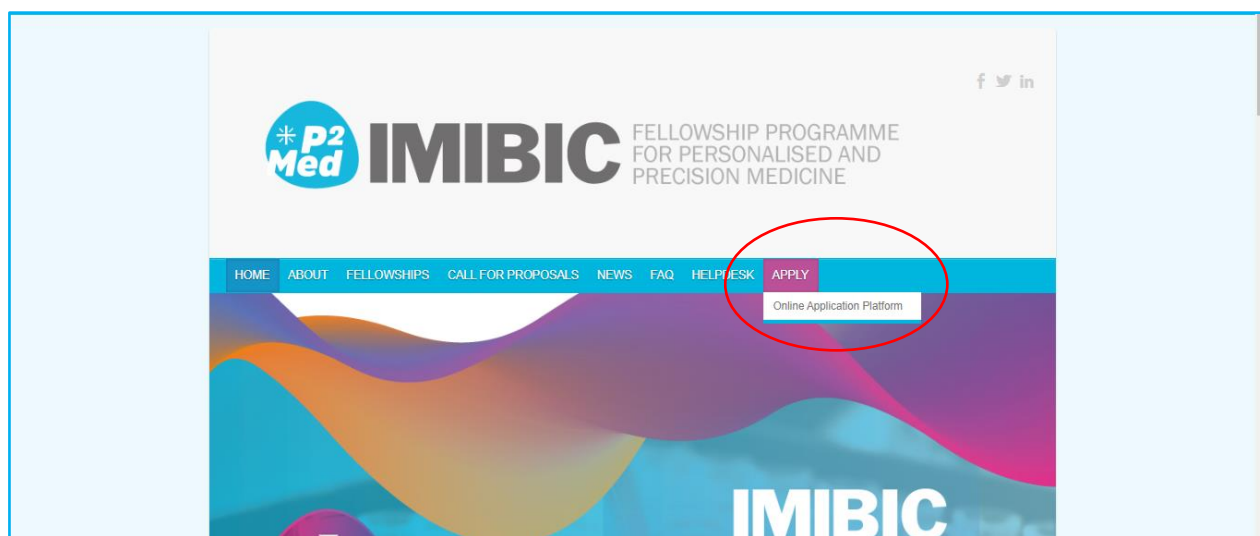 f in
* P2
Med
IMIBIC
FELLOWSHIP PROGRAMME
FOR PERSONALISED AND
PRECISION MEDICINE
HOME ABOUT FELLOWSHIPS CALL FOR PROPOSALS NEWS FAQ HELPDESK APPLY
Online Application Platform
IMIBIC